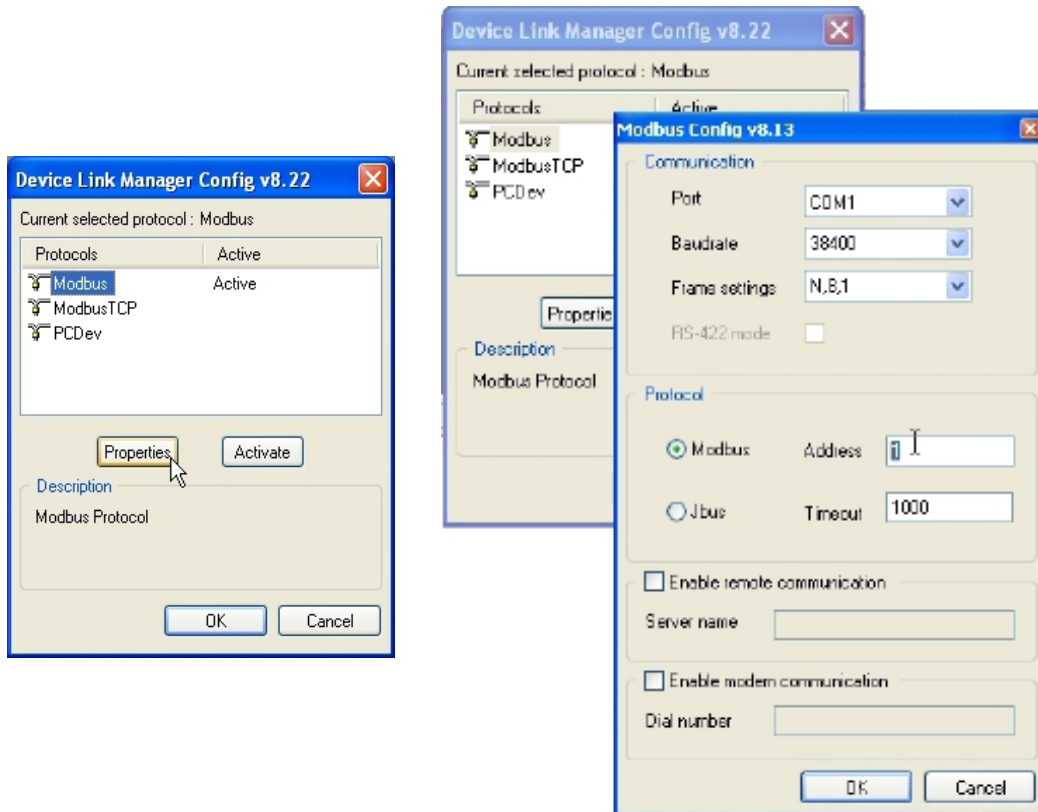 Device Link Manager Config v8.22
Current selected protocol : Modbus
Protocols Active
Modbus Active
ModbusTCP
PCDev
Properties Activate
Description
Modbus Protocol
OK Cancel
Device Link Manager Config v8.22
Current selected protocol : Modbus
Protocols Active
Modbus
ModbusTCP
PCDev
Propertie
Description
Modbus Protocol
Modbus Config v8.13
Communication
Port COM1
Baudrate 38400
Frame settings N,8,1
RS-422 mode
Protocol
Modbus Address 1
Jbus Timeout 1000
Enable remote communication
Server name
Enable modem communication
Dial number
OK Cancel